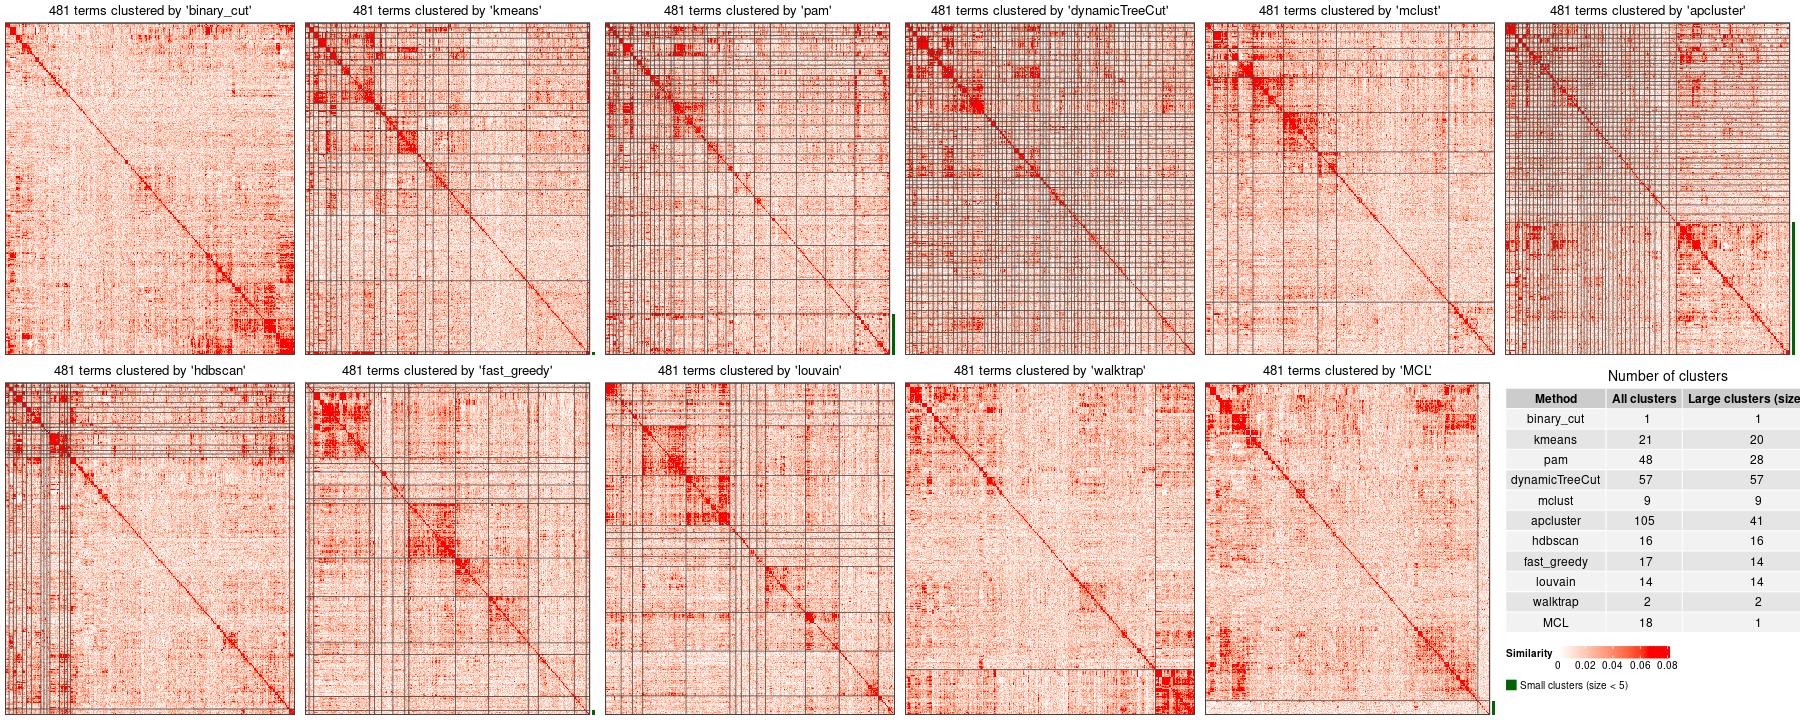 481 terms clustered by 'binary_cut'
481 terms clustered by 'kmeans'
481 terms clustered by 'pam'
481 terms clustered by 'dynamicTreeCut'
481 terms clustered by 'mclust'
481 terms clustered by 'apcluster'
481 terms clustered by 'hdbscan'
481 terms clustered by 'fast_greedy'
481 terms clustered by 'louvain'
481 terms clustered by 'walktrap'
481 terms clustered by 'MCL'
Number of clusters
Method All clusters Large clusters (size
binary_cut 1 1
kmeans 21 20
pam 48 28
dynamicTreeCut 57 57
mclust 9 9
apcluster 105 41
hdbscan 16 16
fast_greedy 17 14
louvain 14 14
walktrap 2 2
MCL 18 1
Similarity
0 0.02 0.04 0.06 0.08
Small clusters (size < 5)